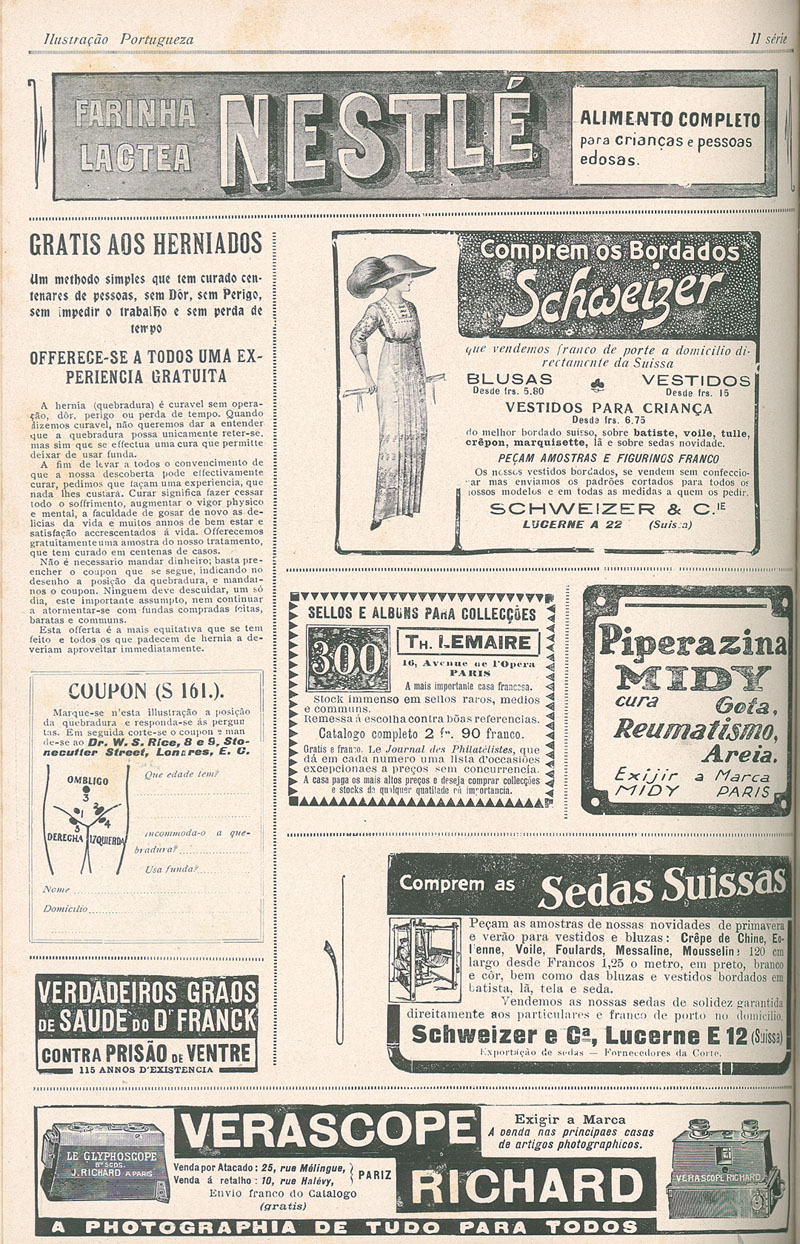 Ilustração Portugueza
II série
FARINHA
LACTEA
NESTLÉ
ALIMENTO COMPLETO
para crianças e pessoas
edosas.
GRATIS AOS HERNIADOS
Um methodo simples que tem curado cen-
tenares de pessoas, sem Dôr, sem Perigo,
sem impedir o trabalho e sem perda de
tempo
OFFERECE-SE A TODOS UMA EX-
PERIENCIA GRATUITA
A hernia (quebradura) é curavel sem opera-
ção, dôr, perigo ou perda de tempo. Quando
dizemos curavel, não queremos dar a entender
que a quebradura possa unicamente reter-se,
mas sim que se effectua uma cura que permitte
deixar de usar funda.
A fim de levar a todos o convencimento de
que a nossa descoberta póde effectivamente
curar, pedimos que façam uma experiencia, que
nada lhes custará. Curar significa fazer cessar
todo o soffrimento, augmentar o vigor physico
e mental, a faculdade de gosar de novo as de-
licias da vida e muitos annos de bem estar e
satisfação accrescentados á vida. Offerecemos
gratuitamente uma amostra do nosso tratamento,
que tem curado em centenas de casos.
Não é necessario mandar dinheiro; basta pre-
encher o coupon que se segue, indicando no
desenho a posição da quebradura, e mandai-
nos o coupon. Ninguem deve descuidar, um só
dia, este importante assumpto, nem continuar
a atormentar-se com fundas compradas feitas,
baratas e communs.
Esta offerta é a mais equitativa que se tem
feito e todos os que padecem de hernia a de-
veriam aproveitar immediatamente.
COUPON (S 161.).
Marque-se n'esta illustração a posição
da quebradura e responda-se ás pergun
tas. Em seguida corte-se o coupon e man
de-se ao Dr. W. S. Rice, 8 e 9, Sto-
necutter Street, Londres, E. C.
OMBLIGO
3
1
2
5
4
DERECHA
IZQUIERDA
Que edade tem?
Incommoda-o a que-
bradura?
Usa funda?
Nome
Domicilio
VERDADEIROS GRÃOS
DE SAUDE DO Dr FRANCK
CONTRA PRISÃO DE VENTRE
115 ANNOS D'EXISTENCIA
Comprem os Bordados
Schweizer
que vendemos franco de porte a domicilio di-
rectamente da Suissa
BLUSAS
Desde frs. 5.80
VESTIDOS
Desde frs. 15
VESTIDOS PARA CRIANÇA
Desda frs. 6,75
do melhor bordado suisso, sobre batiste, voile, tulle,
crêpon, marquisette, lã e sobre sedas novidade.
PEÇAM AMOSTRAS E FIGURINOS FRANCO
Os nossos vestidos bordados, se vendem sem confeccio-
ar mas enviamos os padrões cortados para todos os
nossos modelos e em todas as medidas a quem os pedir.
SCHWEIZER & C.IE
LUCERNE A 22 (Suissa)
SELLOS E ALBUNS PARA COLLECÇÕES
300
TH. LEMAIRE
16, Avenue de l'Opera
PARIS
A mais importante casa francesa.
Stock immenso em sellos raros, medios
e communs.
Remessa á escolha contra bôas referencias.
Catalogo completo 2 fr. 90 franco.
Gratis e franco. Le Journal des Philatélistes, que
dá em cada numero uma lista d'occasiões
excepcionaes a preços sem concurrencia.
A casa paga os mais altos preços e deseja comprar collecções
e stocks de qualquer quatilade ou importancia.
Piperazina
MIDY
cura Gota,
Reumatismo,
Areia.
Exijir a Marca
MIDY PARIS
Comprem as Sedas Suissas
Peçam as amostras de nossas novidades de primavera
e verão para vestidos e bluzas: Crêpe de Chine, Eo-
lienne, Voile, Foulards, Messaline, Mousseline 120 cm
largo desde Francos 1,25 o metro, em preto, branco
e côr, bem como das bluzas e vestidos bordados em
batista, lã, tela e seda.
Vendemos as nossas sedas de solidez garantida
direitamente aos particulares e franco de porto no domicilio.
Schweizer e Ca, Lucerne E 12 (Suissa)
Exportação de sedas — Fornecedores da Corte.
LE GLYPHOSCOPE
J. RICHARD A PARIS
VERASCOPE
RICHARD
Exigir a Marca
A venda nas principaes casas
de artigos photographicos.
Venda por Atacado: 25, rue Mélingue,
Venda á retalho: 10, rue Halévy,
PARIZ
Envio franco do Catalogo
(gratis)
VERASCOPE RICHARD
A PHOTOGRAPHIA DE TUDO PARA TODOS